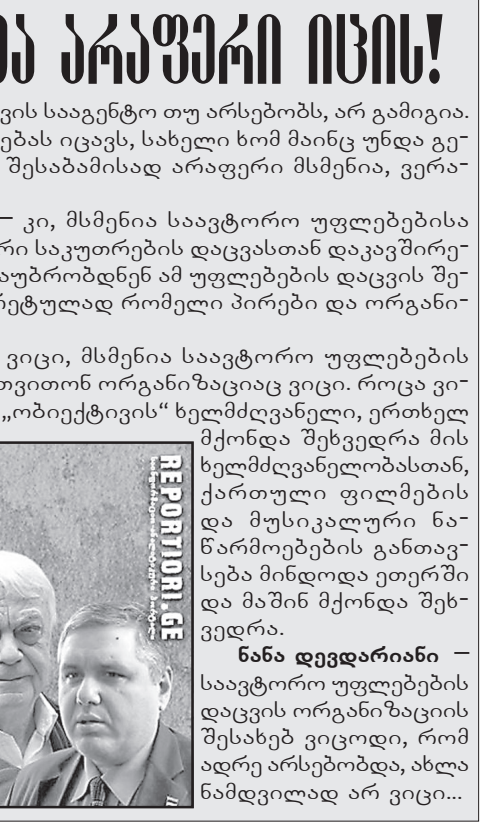 არაფერი იცის!
ვის სააგენტო თუ არსებობს, არ გამიგია.
ებას იცავს, სახელი ხომ მაინც უნდა გე-
შესაბამისად არაფერი მსმენია, ვერა-
– კი, მსმენია საავტორო უფლებებისა
რი საკუთრების დაცვასთან დაკავშირე-
აუბრობდნენ ამ უფლებების დაცვის შე-
რეტულად რომელი პირები და ორგანი-
ვიცი, მსმენია საავტორო უფლებების
თვითონ ორგანიზაციაც ვიცი. როცა ვი-
„ობიექტივის“ ხელმძღვანელი, ერთხელ
მქონდა შეხვედრა მის
ხელმძღვანელობასთან,
ქართული ფილმების
და მუსიკალური ნა-
წარმოებების განთავ-
სება მინდოდა ეთერში
და მაშინ მქონდა შეხ-
ვედრა.
ნანა დევდარიანი –
საავტორო უფლებების
დაცვის ორგანიზაციის
შესახებ ვიცოდი, რომ
ადრე არსებობდა, ახლა
ნამდვილად არ ვიცი...
REPORTIORI.GE